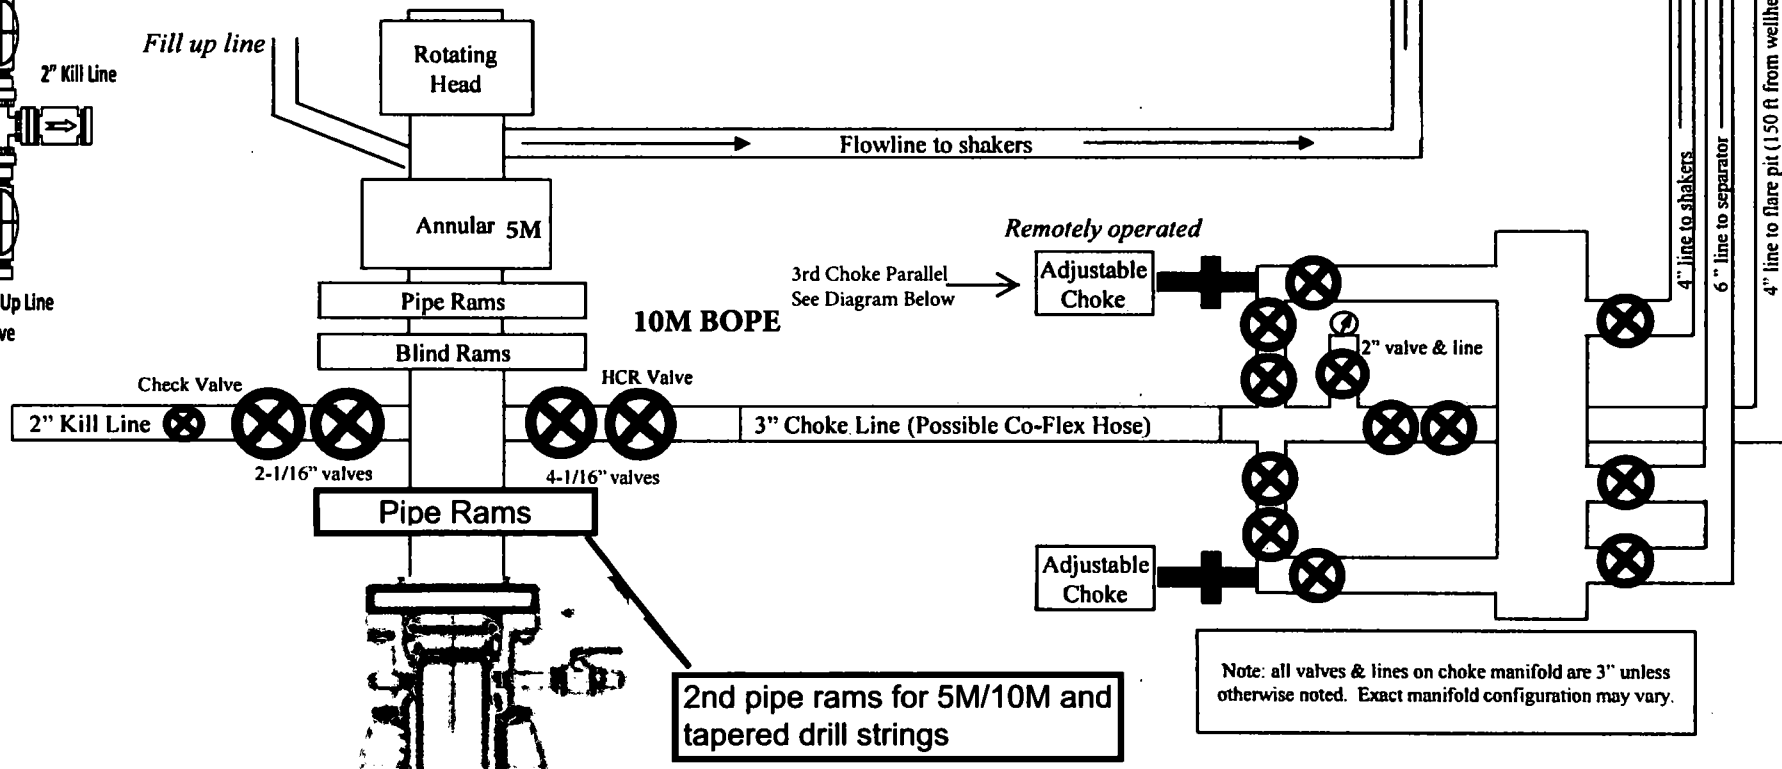 Fill up line
2" Kill Line
Rotating
Head
Flowline to shakers
Annular 5M
Up Line
ve
Pipe Rams
Blind Rams
10M BOPE
3rd Choke Parallel
See Diagram Below
Remotely operated
Adjustable
Choke
2" valve & line
4" line to shakers
6" line to separator
4" line to flare pit (150 ft from wellhe
Check Valve
HCR Valve
2" Kill Line
3" Choke Line (Possible Co-Flex Hose)
2-1/16" valves
4-1/16" valves
Pipe Rams
Adjustable
Choke
2nd pipe rams for 5M/10M and
tapered drill strings
Note: all valves & lines on choke manifold are 3" unless
otherwise noted. Exact manifold configuration may vary.